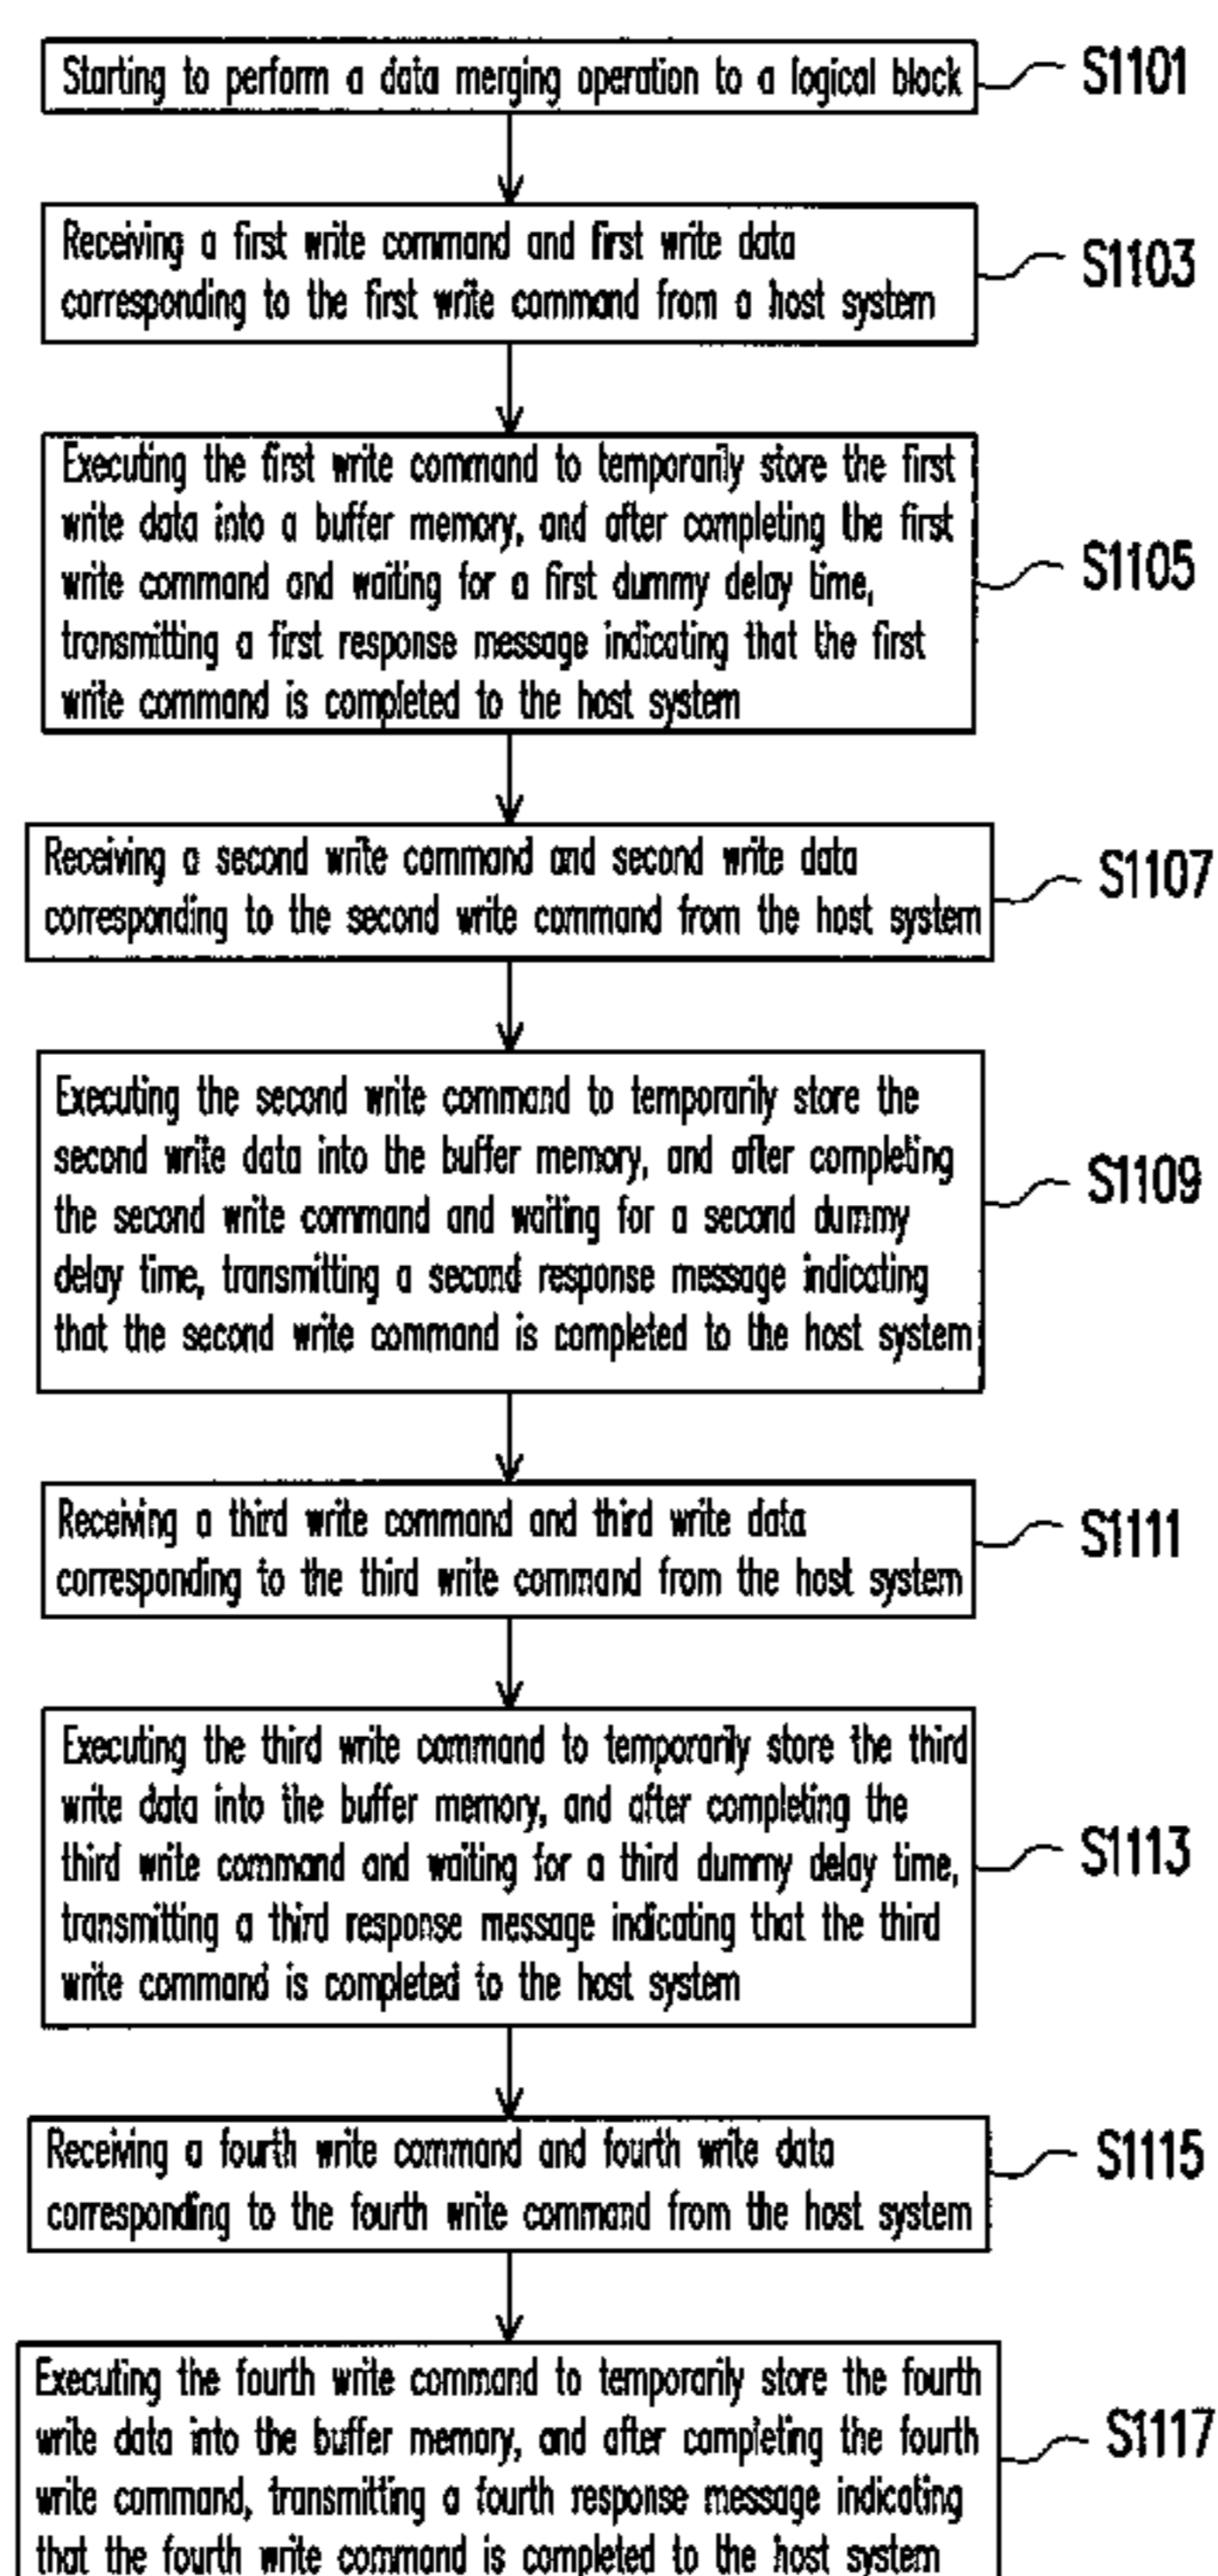 Starting to perform a data merging operation to a logical block
S1101
Receiving a first write command and first write data
corresponding to the first write command from a host system
S1103
Executing the first write command to temporarily store the first
write data into a buffer memory, and after completing the first
write command and waiting for a first dummy delay time,
transmitting a first response message indicating that the first
write command is completed to the host system
S1105
Receiving a second write command and second write data
corresponding to the second write command from the host system
S1107
Executing the second write command to temporarily store the
second write data into the buffer memory, and after completing
the second write command and waiting for a second dummy
delay time, transmitting a second response message indicating
that the second write command is completed to the host system
S1109
Receiving a third write command and third write data
corresponding to the third write command from the host system
S1111
Executing the third write command to temporarily store the third
write data into the buffer memory, and after completing the
third write command and waiting for a third dummy delay time,
transmitting a third response message indicating that the third
write command is completed to the host system
S1113
Receiving a fourth write command and fourth write data
corresponding to the fourth write command from the host system
S1115
Executing the fourth write command to temporarily store the fourth
write data into the buffer memory, and after completing the fourth
write command, transmitting a fourth response message indicating
that the fourth write command is completed to the host system
S1117